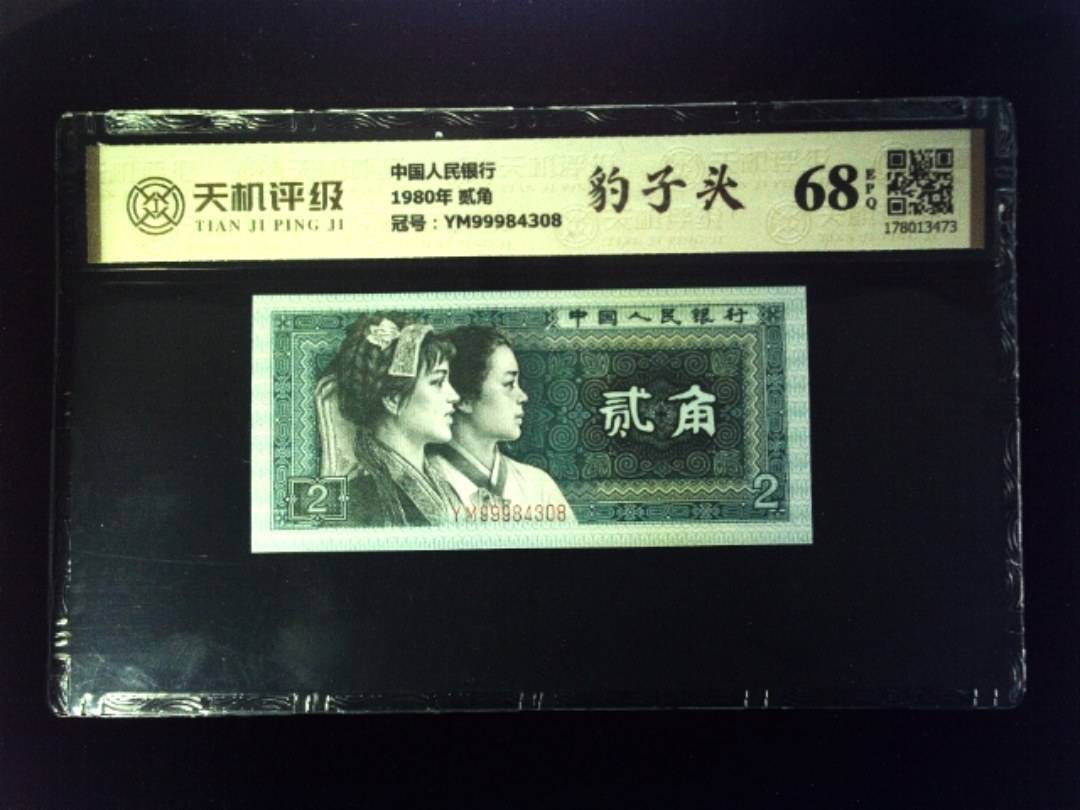 天机评级
TIAN JI PING JI
中国人民银行
1980年 贰角
冠号：YM99984308
豹子头
68
EPQ
178013473
中国人民银行
贰角
2
2
YM99984308